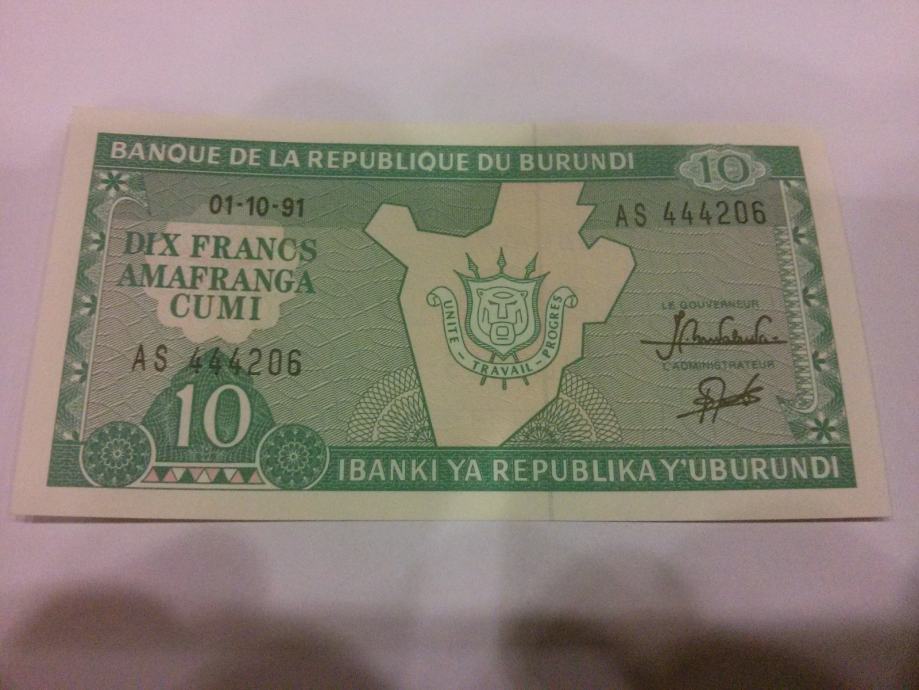 BANQUE DE LA REPUBLIQUE DU BURUNDI
10
01-10-91
AS 444206
DIX FRANCS
AMAFRANGA
CUMI
UNITE - TRAVAIL - PROGRES
LE GOUVERNEUR
L'ADMINISTRATEUR
AS 444206
10
IBANKI YA REPUBLIKA Y'UBURUNDI